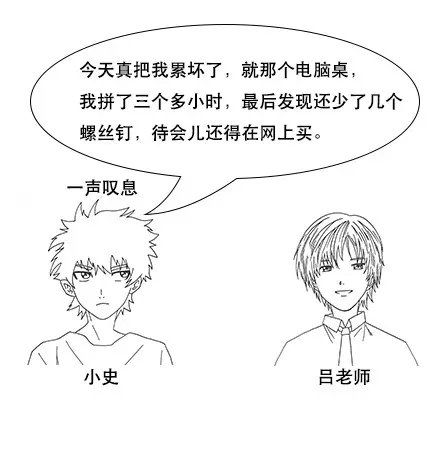 今天真把我累坏了，就那个电脑桌，
我拼了三个多小时，最后发现还少了几个
螺丝钉，待会儿还得在网上买。
一声叹息
小史
吕老师